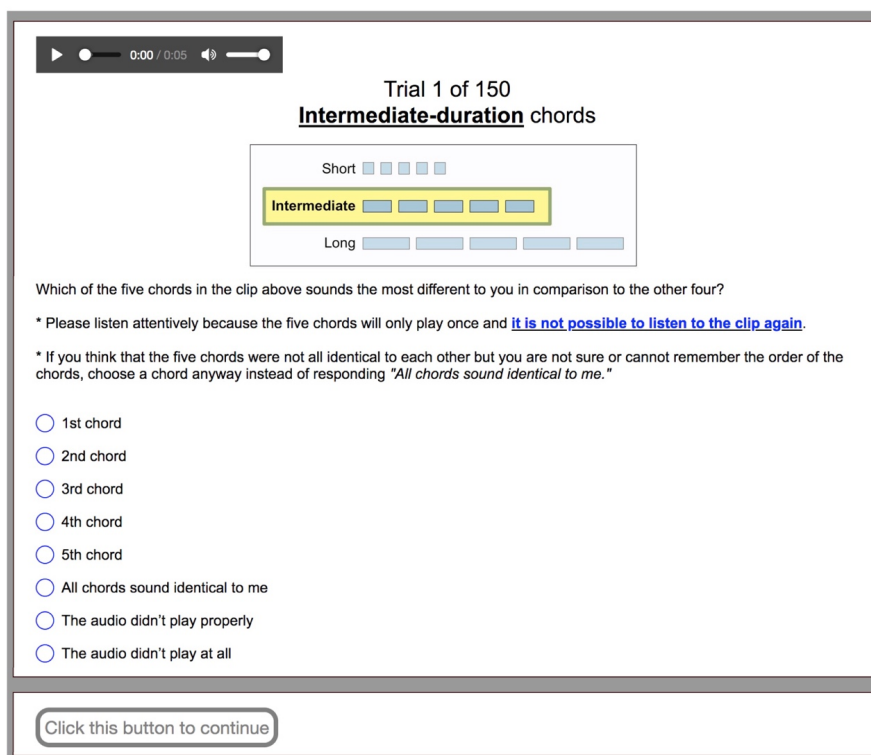 0:00 / 0:05
Trial 1 of 150
Intermediate-duration chords
Short
Intermediate
Long
Which of the five chords in the clip above sounds the most different to you in comparison to the other four?
* Please listen attentively because the five chords will only play once and it is not possible to listen to the clip again.
* If you think that the five chords were not all identical to each other but you are not sure or cannot remember the order of the
chords, choose a chord anyway instead of responding "All chords sound identical to me."
1st chord
2nd chord
3rd chord
4th chord
5th chord
All chords sound identical to me
The audio didn't play properly
The audio didn't play at all
Click this button to continue